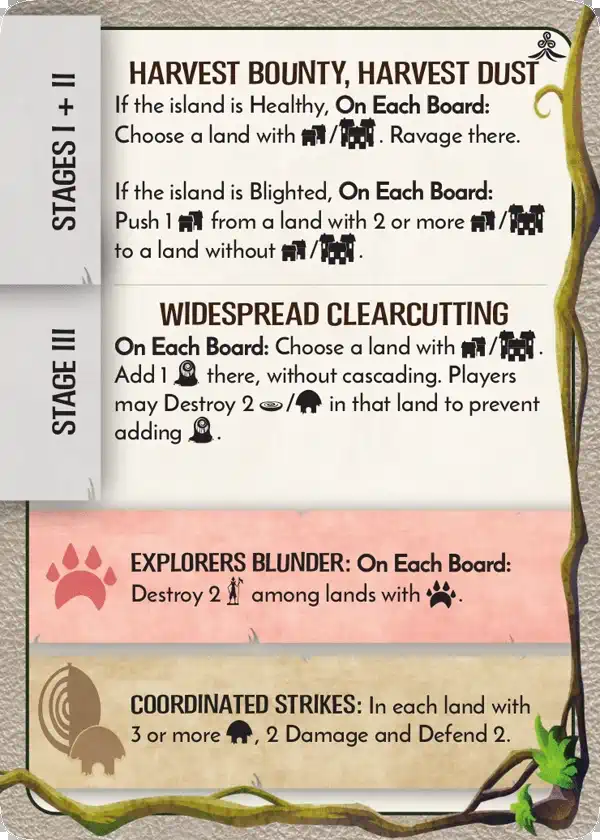 STAGES I + II
HARVEST BOUNTY, HARVEST DUST
If the island is Healthy, On Each Board:
Choose a land with / . Ravage there.
If the island is Blighted, On Each Board:
Push 1 from a land with 2 or more /
to a land without / .
STAGE III
WIDESPREAD CLEARCUTTING
On Each Board: Choose a land with / .
Add 1 there, without cascading. Players
may Destroy 2 / in that land to prevent
adding .
EXPLORERS BLUNDER: On Each Board:
Destroy 2 among lands with .
COORDINATED STRIKES: In each land with
3 or more , 2 Damage and Defend 2.